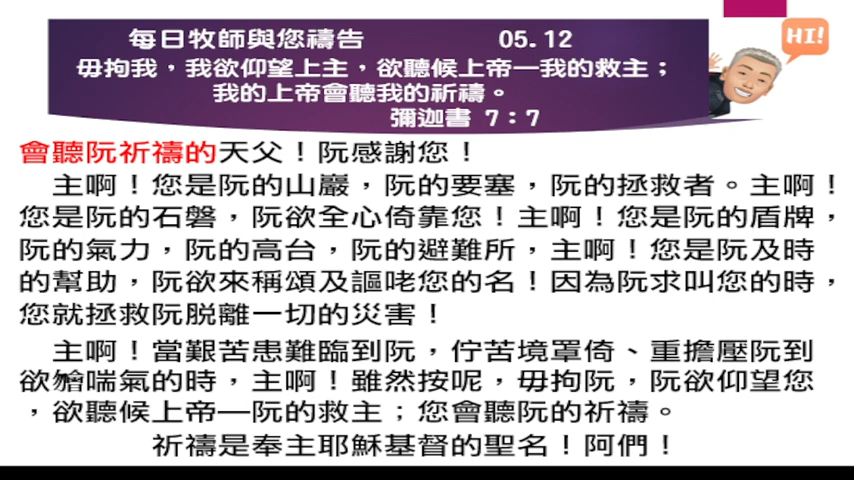 每日牧師與您禱告 05.12
HI!
毋拘我，我欲仰望上主，欲聽候上帝—我的救主；
我的上帝會聽我的祈禱。
彌迦書 7：7
會聽阮祈禱的天父！阮感謝您！
主啊！您是阮的山巖，阮的要塞，阮的拯救者。主啊！
您是阮的石磐，阮欲全心倚靠您！主啊！您是阮的盾牌，
阮的氣力，阮的高台，阮的避難所，主啊！您是阮及時
的幫助，阮欲來稱頌及謳咾您的名！因為阮求叫您的時，
您就拯救阮脱離一切的災害！
主啊！當艱苦患難臨到阮，佇苦境罩倚、重擔壓阮到
欲𣍐喘氣的時，主啊！雖然按呢，毋拘阮，阮欲仰望您
，欲聽候上帝—阮的救主；您會聽阮的祈禱。
祈禱是奉主耶穌基督的聖名！阿們！